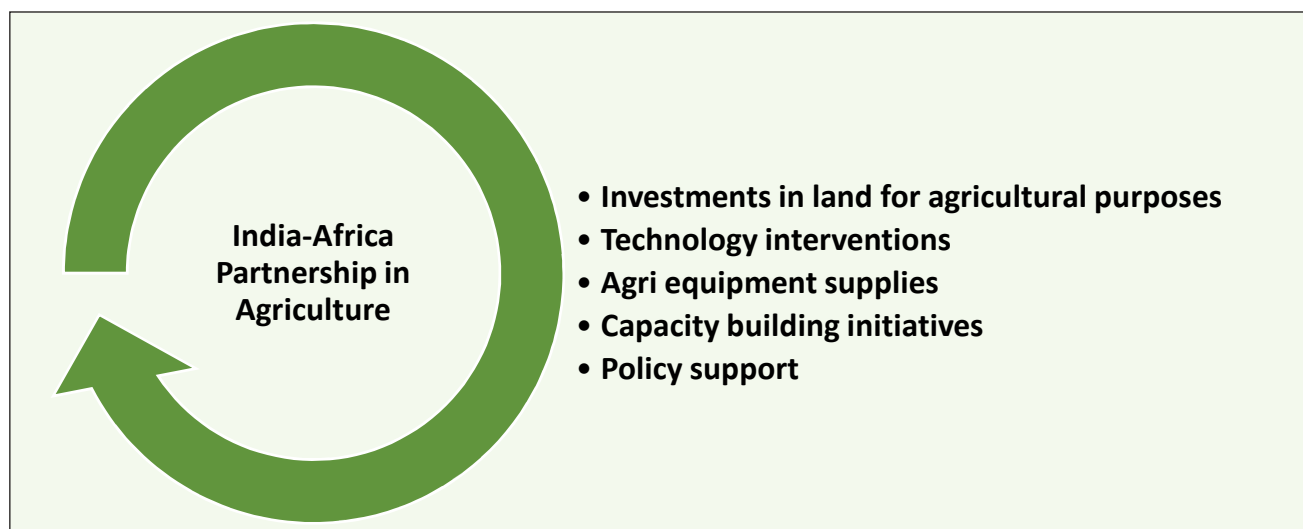 India-Africa
Partnership in
Agriculture
• Investments in land for agricultural purposes
• Technology interventions
• Agri equipment supplies
• Capacity building initiatives
• Policy support